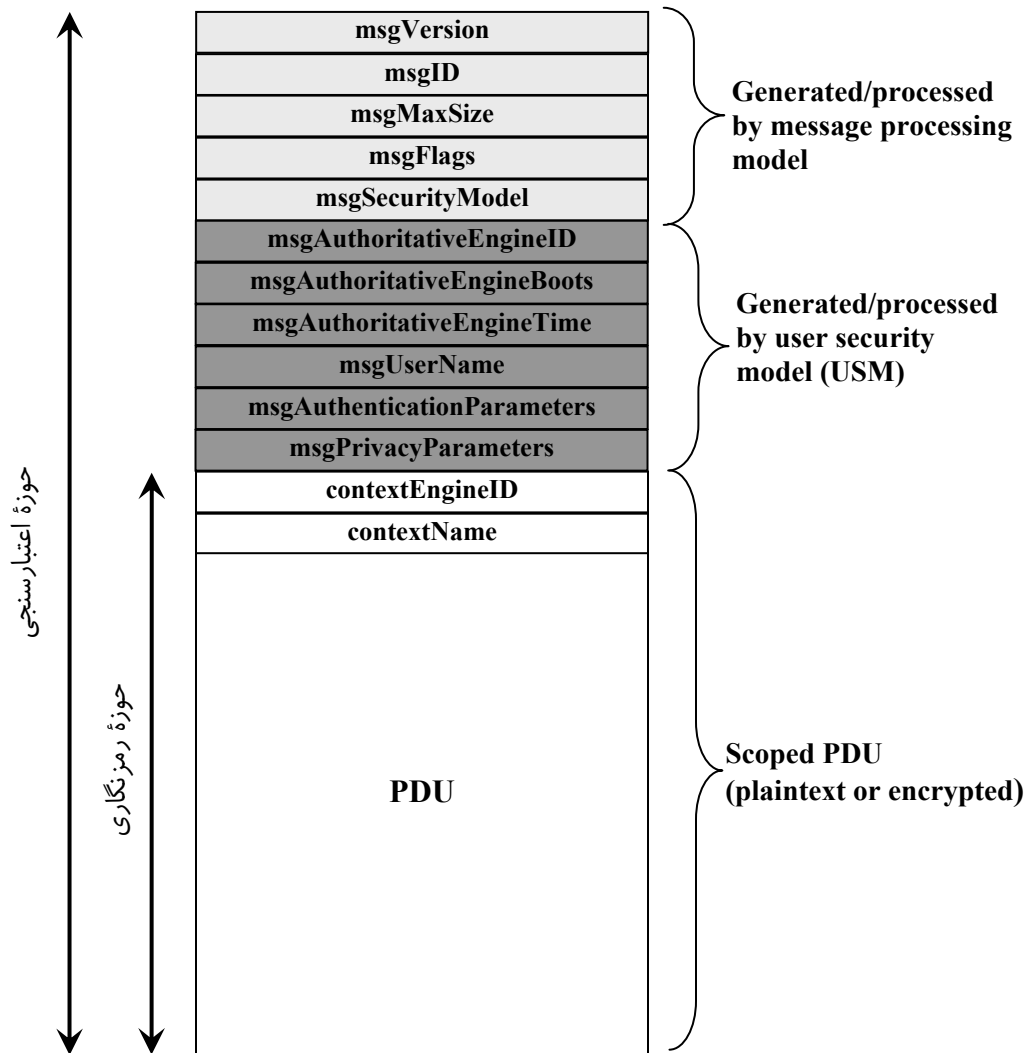 msgVersion
msgID
msgMaxSize
msgFlags
msgSecurityModel
Generated/processed
by message processing
model
msgAuthoritativeEngineID
msgAuthoritativeEngineBoots
msgAuthoritativeEngineTime
msgUserName
msgAuthenticationParameters
msgPrivacyParameters
Generated/processed
by user security
model (USM)
contextEngineID
contextName
PDU
Scoped PDU
(plaintext or encrypted)
حوزهٔ اعتبارسنجی
حوزهٔ رمزنگاری